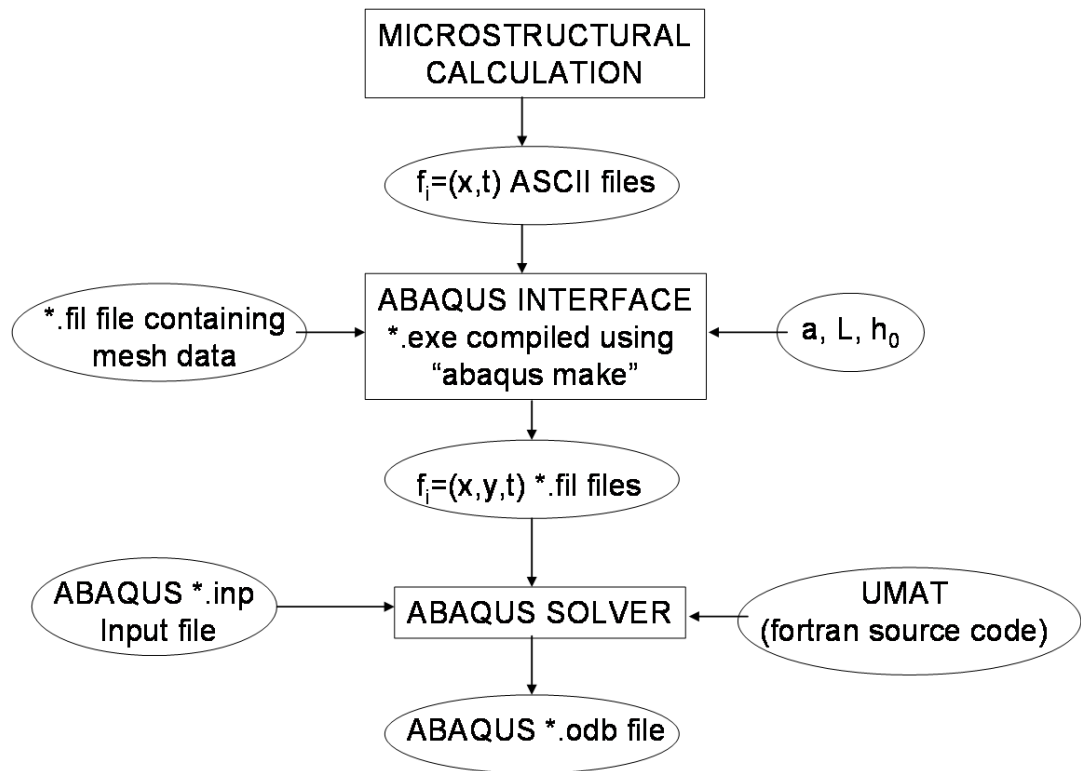 MICROSTRUCTURAL
CALCULATION
fᵢ=(x,t) ASCII files
*.fil file containing
mesh data
ABAQUS INTERFACE
*.exe compiled using
“abaqus make”
a, L, h₀
fᵢ=(x,y,t) *.fil files
ABAQUS *.inp
Input file
ABAQUS SOLVER
UMAT
(fortran source code)
ABAQUS *.odb file